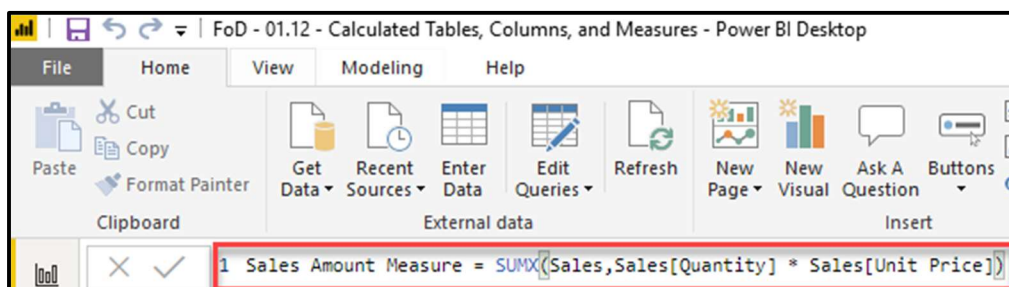 FoD - 01.12 - Calculated Tables, Columns, and Measures - Power BI Desktop
File Home View Modeling Help
Cut
Copy
Format Painter
Paste
Get Data
Recent Sources
Enter Data
Edit Queries
Refresh
New Page
New Visual
Ask A Question
Buttons
Clipboard External data Insert
1 Sales Amount Measure = SUMX(Sales,Sales[Quantity] * Sales[Unit Price])